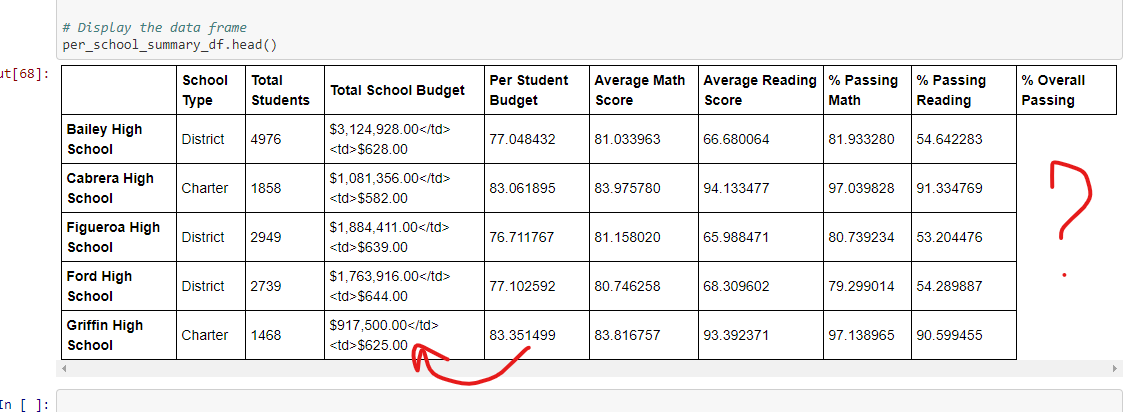 # Display the data frame
per_school_summary_df.head()
ut[68]:
School Type Total Students Total School Budget Per Student Budget Average Math Score Average Reading Score % Passing Math % Passing Reading % Overall Passing
Bailey High School District 4976 $3,124,928.00</td> <td>$628.00 77.048432 81.033963 66.680064 81.933280 54.642283
Cabrera High School Charter 1858 $1,081,356.00</td> <td>$582.00 83.061895 83.975780 94.133477 97.039828 91.334769
Figueroa High School District 2949 $1,884,411.00</td> <td>$639.00 76.711767 81.158020 65.988471 80.739234 53.204476
Ford High School District 2739 $1,763,916.00</td> <td>$644.00 77.102592 80.746258 68.309602 79.299014 54.289887
Griffin High School Charter 1468 $917,500.00</td> <td>$625.00 83.351499 83.816757 93.392371 97.138965 90.599455
?
In [ ]: